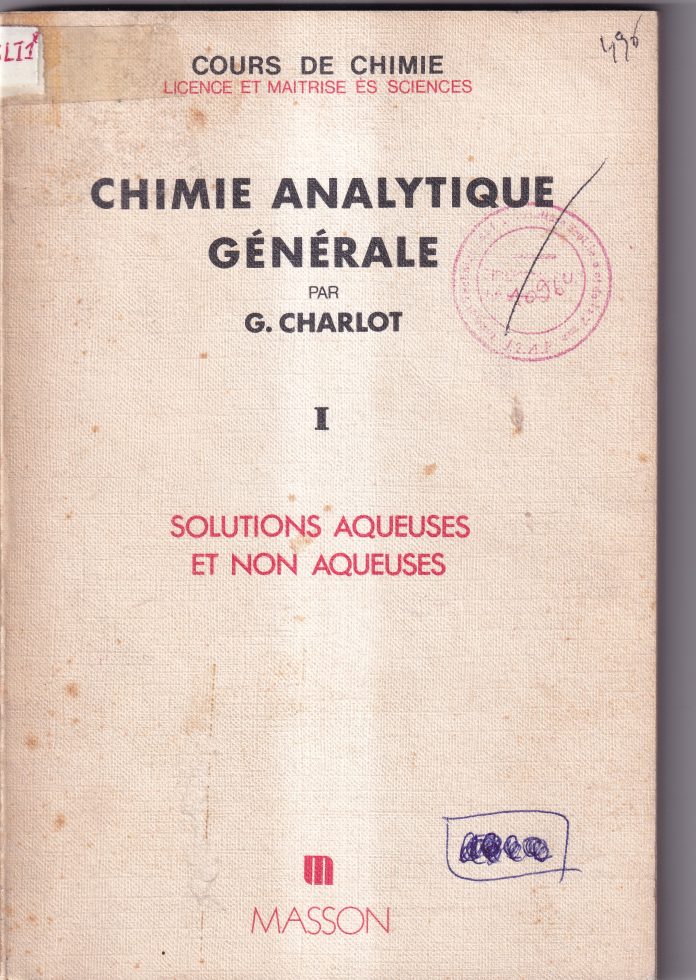 COURS DE CHIMIE
LICENCE ET MAITRISE ÈS SCIENCES
CHIMIE ANALYTIQUE
GÉNÉRALE
PAR
G. CHARLOT
I
SOLUTIONS AQUEUSES
ET NON AQUEUSES
MASSON